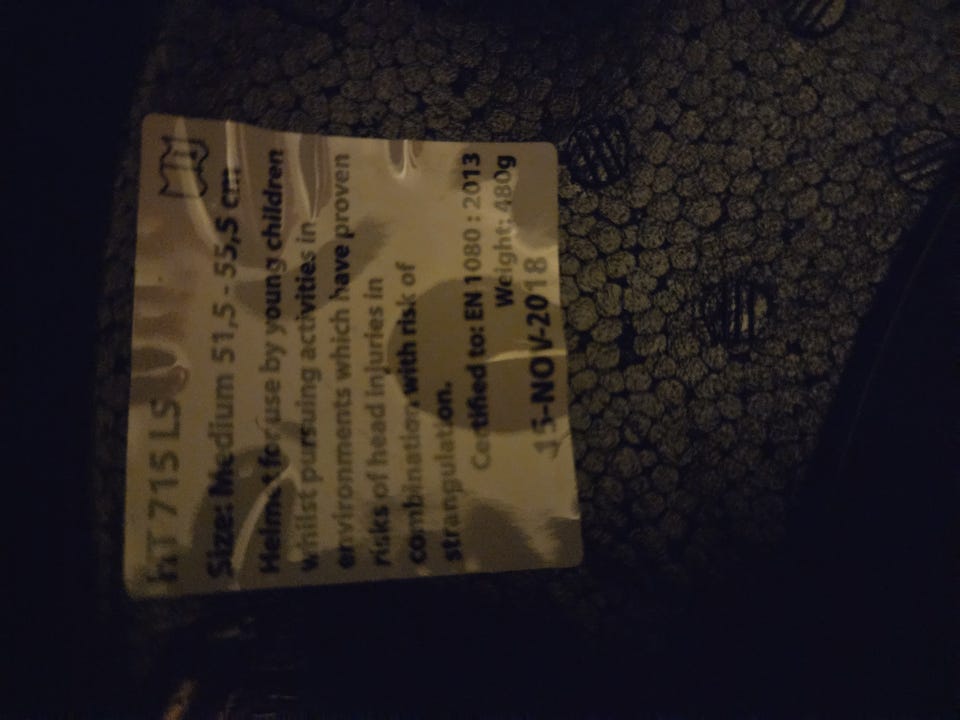 hT 715 LS
Size: Medium 51,5 - 55,5 cm
Helmet for use by young children
whilst pursuing activities in
environments which have proven
risks of head injuries in
combination with risk of
strangulation.
Certified to: EN 1080 : 2013
Weight: 480g
15-NOV-2018